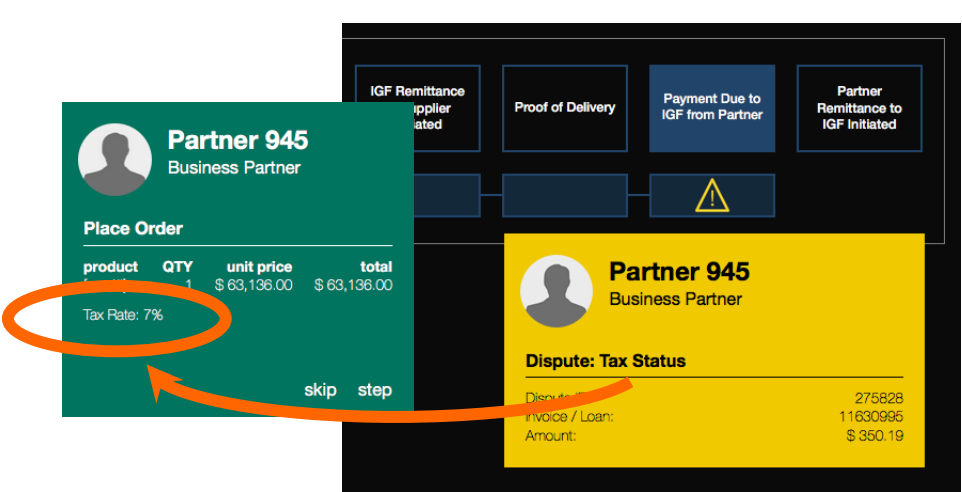 IGF Remittance
Initiated
Proof of Delivery
Payment Due to
IGF from Partner
Partner
Remittance to
IGF Initiated
Partner 945
Business Partner
Place Order
product QTY unit price total
1 $ 63,136.00 $ 63,136.00
Tax Rate: 7%
skip step
Partner 945
Business Partner
Dispute: Tax Status
Dispute 275828
Invoice / Loan: 11630995
Amount: $ 350.19